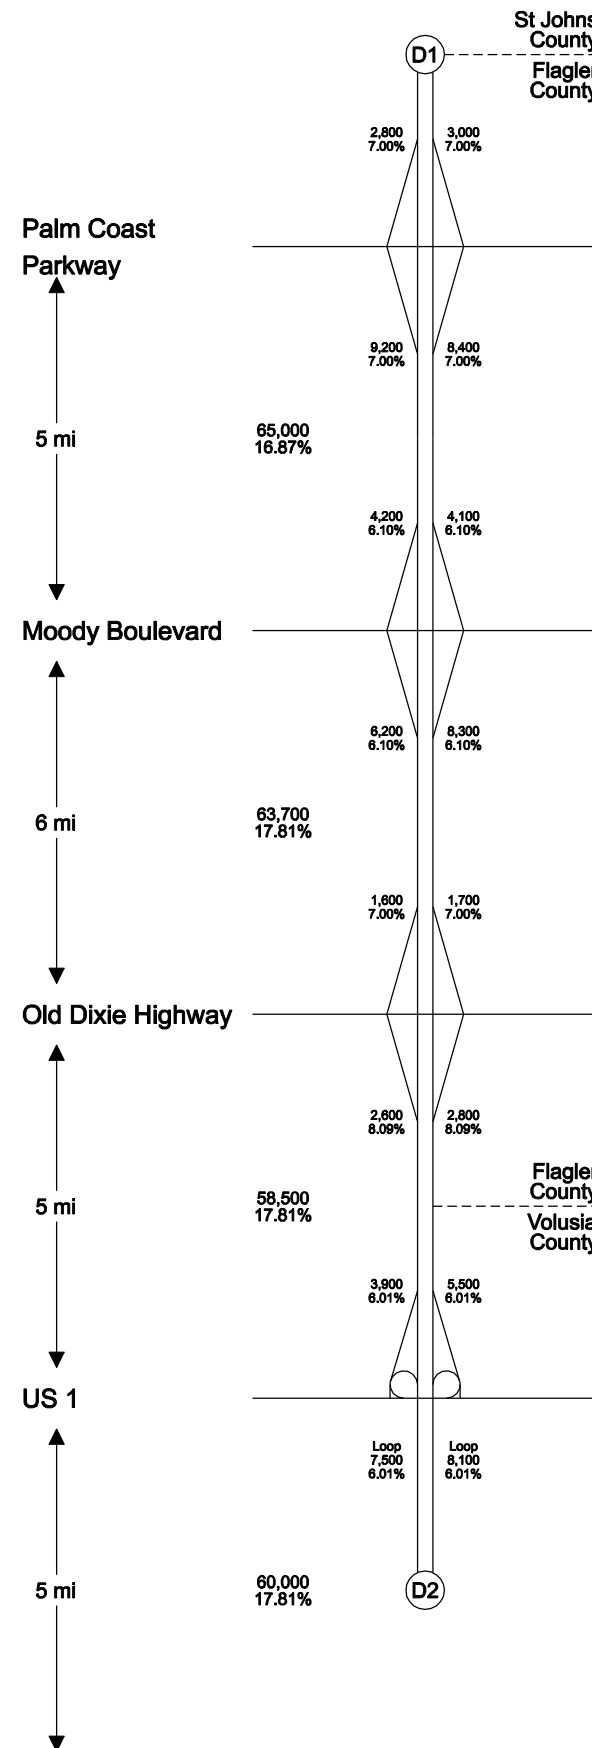 St Johns
County
D1
Flagler
County
2,800
7.00%
3,000
7.00%
Palm Coast
Parkway
9,200
7.00%
8,400
7.00%
5 mi
65,000
16.87%
4,200
6.10%
4,100
6.10%
Moody Boulevard
6,200
6.10%
8,300
6.10%
6 mi
63,700
17.81%
1,600
7.00%
1,700
7.00%
Old Dixie Highway
2,600
8.09%
2,800
8.09%
Flagler
County
5 mi
58,500
17.81%
Volusia
County
3,900
6.01%
5,500
6.01%
US 1
Loop
7,500
6.01%
Loop
8,100
6.01%
5 mi
60,000
17.81%
D2